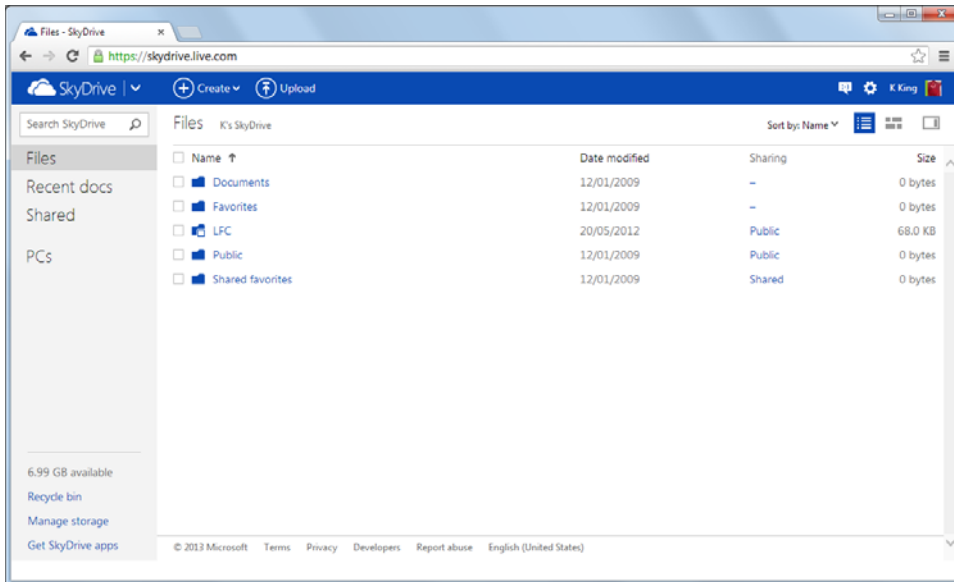 Files - SkyDrive
https://skydrive.live.com
SkyDrive | Create Upload K King
Search SkyDrive Files K's SkyDrive Sort by: Name
Files Name Date modified Sharing Size
Recent docs Documents 12/01/2009 – 0 bytes
Favorites 12/01/2009 – 0 bytes
Shared LFC 20/05/2012 Public 68.0 KB
PCs Public 12/01/2009 Public 0 bytes
Shared favorites 12/01/2009 Shared 0 bytes
6.99 GB available
Recycle bin
Manage storage
Get SkyDrive apps
© 2013 Microsoft Terms Privacy Developers Report abuse English (United States)